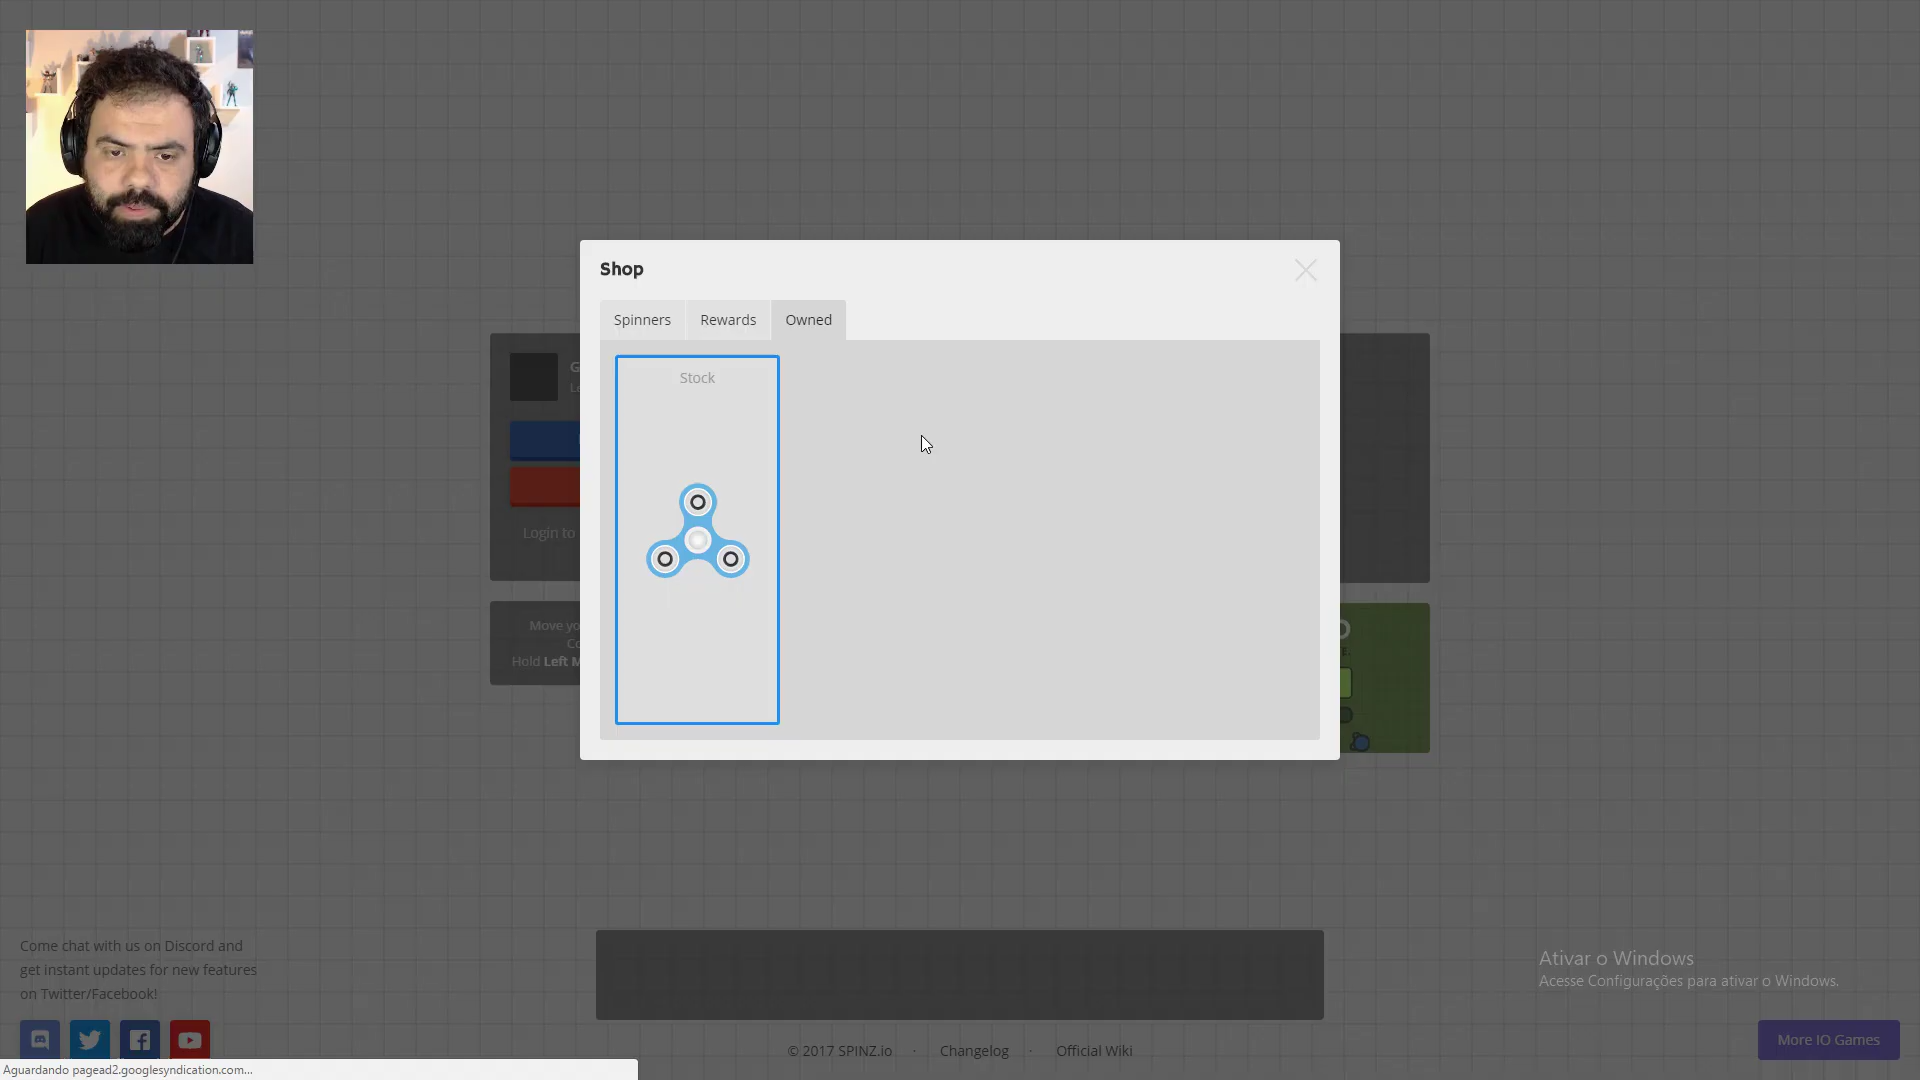 Shop
Spinners
Rewards
Owned
Stock
G
Le
Login to
Move yo
Co
Hold Left M
E.
Come chat with us on Discord and
get instant updates for new features
on Twitter/Facebook!
Ativar o Windows
Acesse Configurações para ativar o Windows.
More IO Games
© 2017 SPINZ.io · Changelog · Official Wiki
Aguardando pagead2.googlesyndication.com...